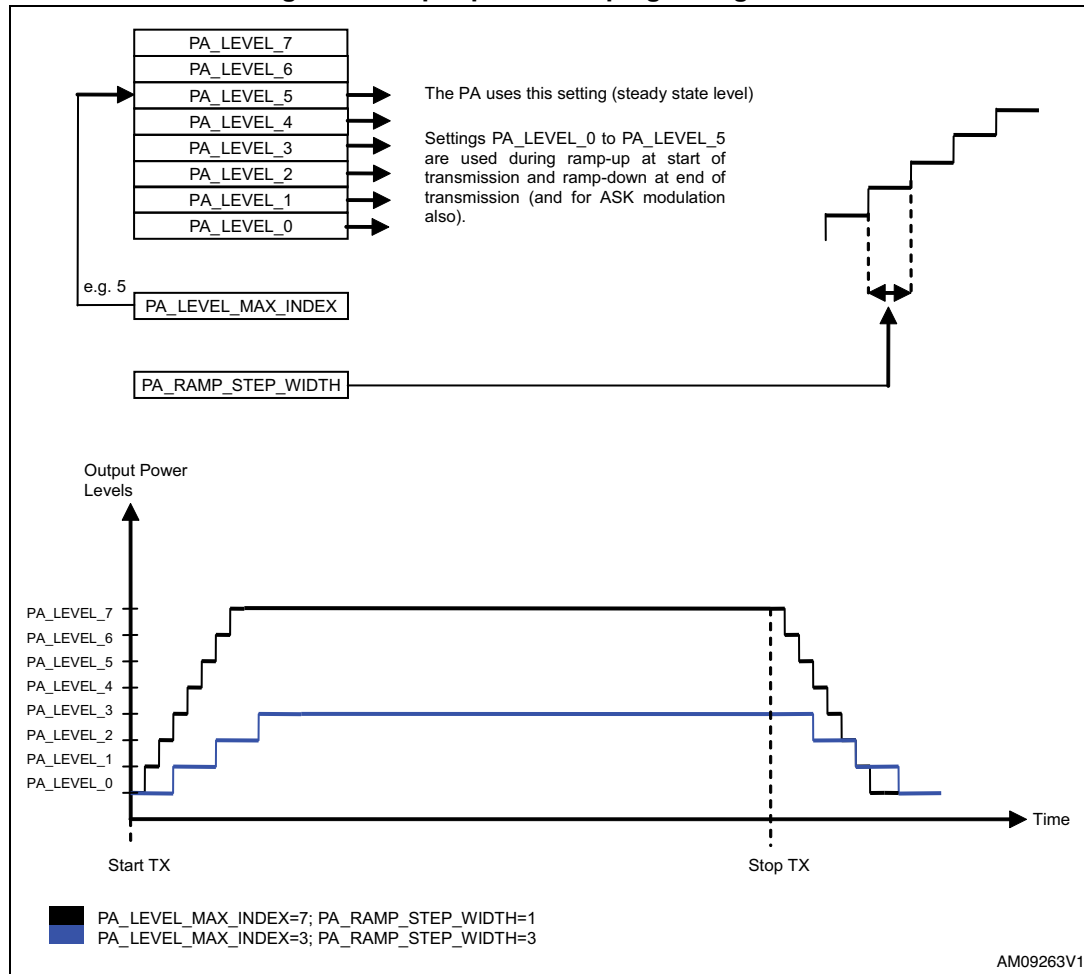 PA_LEVEL_7
PA_LEVEL_6
PA_LEVEL_5
PA_LEVEL_4
PA_LEVEL_3
PA_LEVEL_2
PA_LEVEL_1
PA_LEVEL_0
The PA uses this setting (steady state level)
Settings PA_LEVEL_0 to PA_LEVEL_5
are used during ramp-up at start of
transmission and ramp-down at end of
transmission (and for ASK modulation
also).
e.g. 5
PA_LEVEL_MAX_INDEX
PA_RAMP_STEP_WIDTH
Output Power
Levels
PA_LEVEL_7
PA_LEVEL_6
PA_LEVEL_5
PA_LEVEL_4
PA_LEVEL_3
PA_LEVEL_2
PA_LEVEL_1
PA_LEVEL_0
Time
Start TX
Stop TX
PA_LEVEL_MAX_INDEX=7; PA_RAMP_STEP_WIDTH=1
PA_LEVEL_MAX_INDEX=3; PA_RAMP_STEP_WIDTH=3
AM09263V1